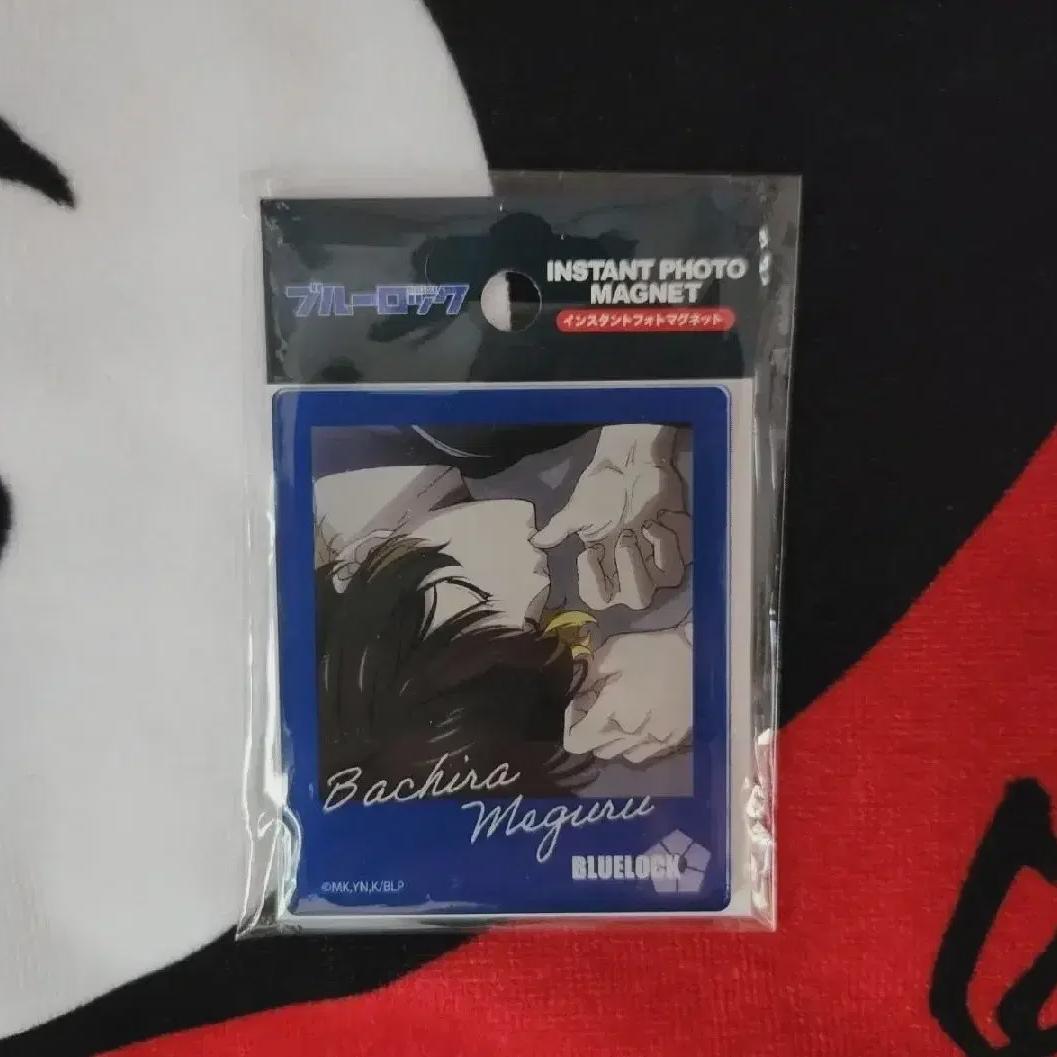 ブルーロック
INSTANT PHOTO
MAGNET
インスタントフォトマグネット
Bachira
Meguru
BLUELOCK
©MK,YN,K/BLP